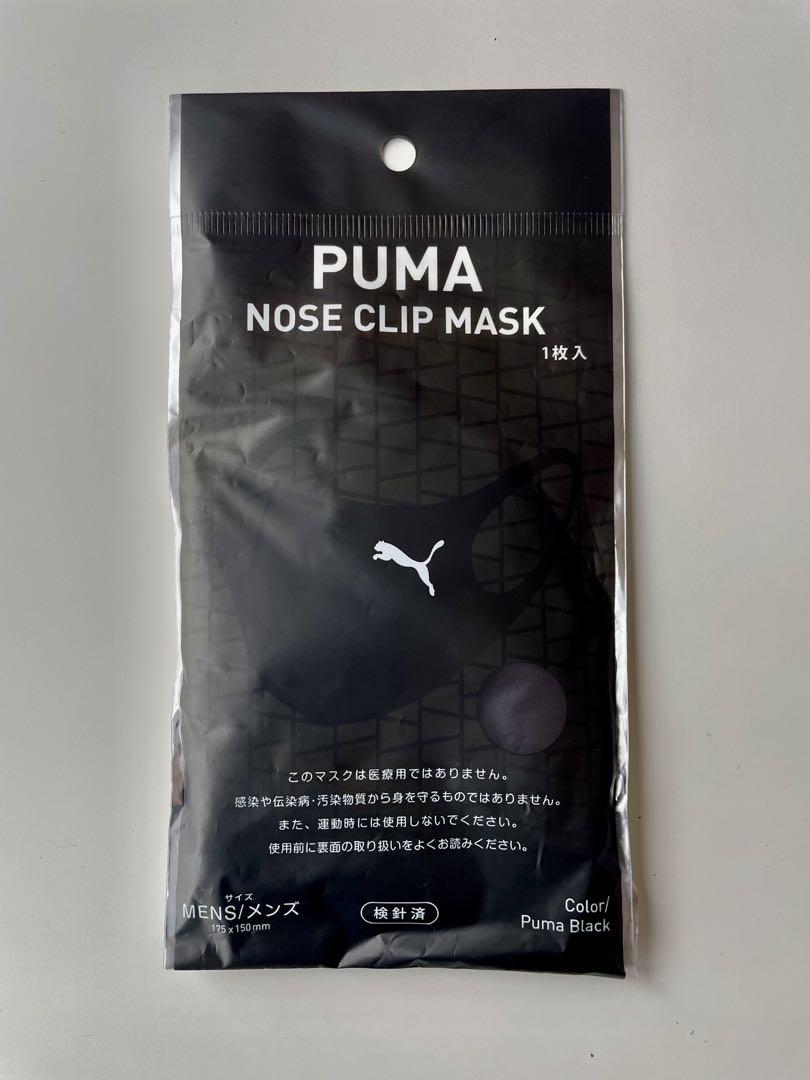 PUMA
NOSE CLIP MASK
1枚入
このマスクは医療用ではありません。
感染や伝染病・汚染物質から身を守るものではありません。
また、運動時には使用しないでください。
使用前に裏面の取り扱いをよくお読みください。
サイズ
MENS/メンズ
175x150mm
検針済
Color/
Puma Black